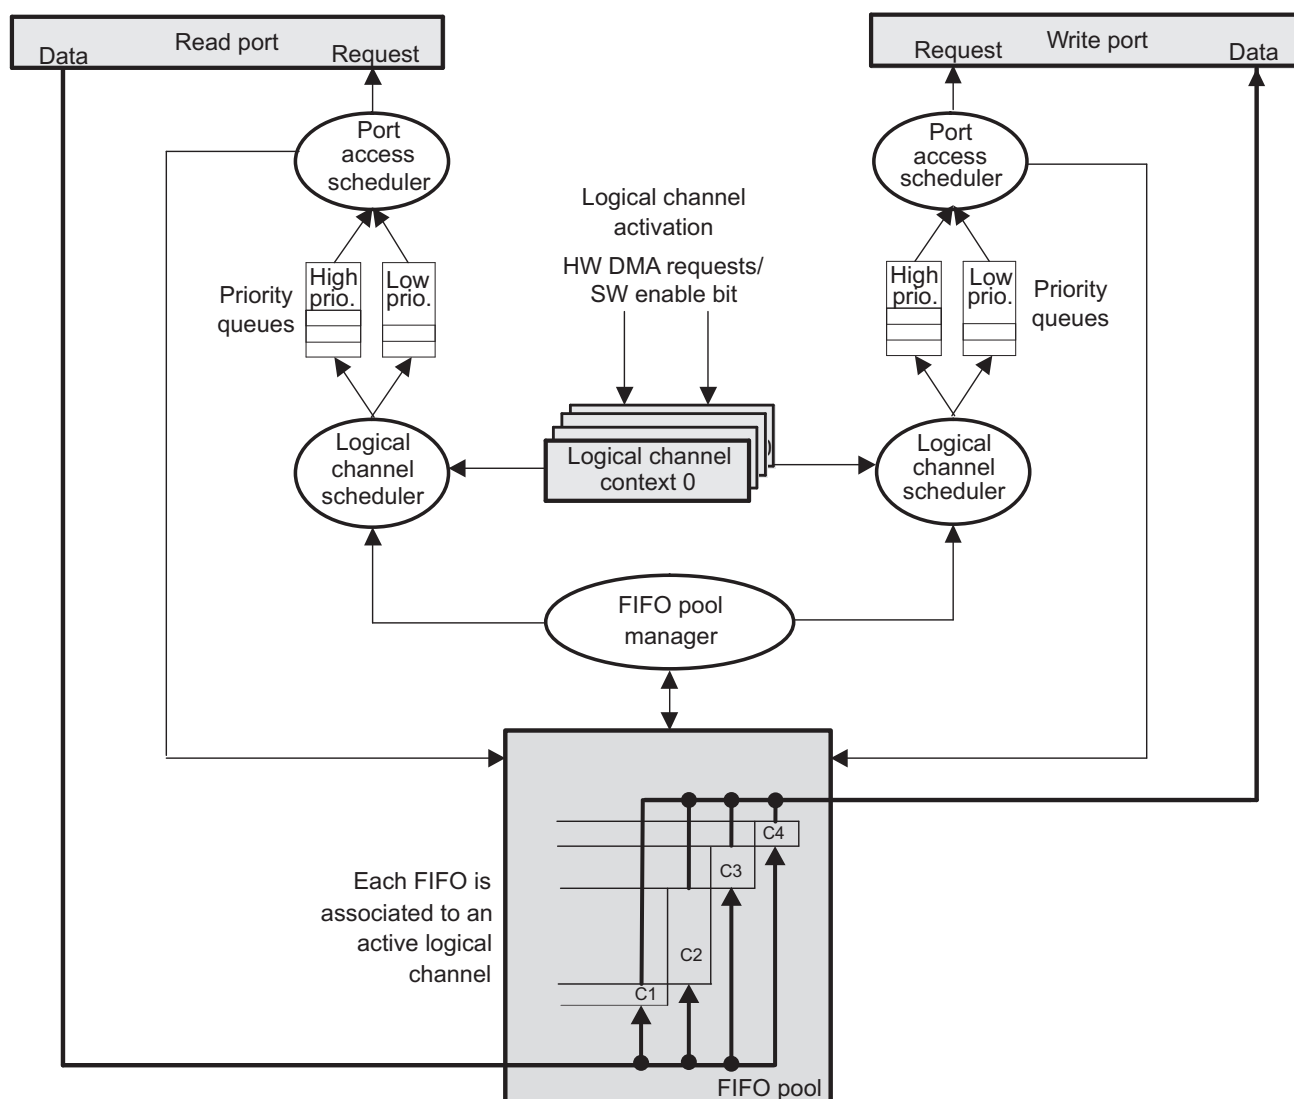 Read port
Data
Request
Write port
Request
Data
Port
access
scheduler
Port
access
scheduler
Logical channel
activation
HW DMA requests/
SW enable bit
Priority
queues
High
prio.
Low
prio.
High
prio.
Low
prio.
Priority
queues
Logical
channel
scheduler
Logical channel
context 0
)
Logical
channel
scheduler
FIFO pool
manager
Each FIFO is
associated to an
active logical
channel
C4
C3
C2
C1
FIFO pool